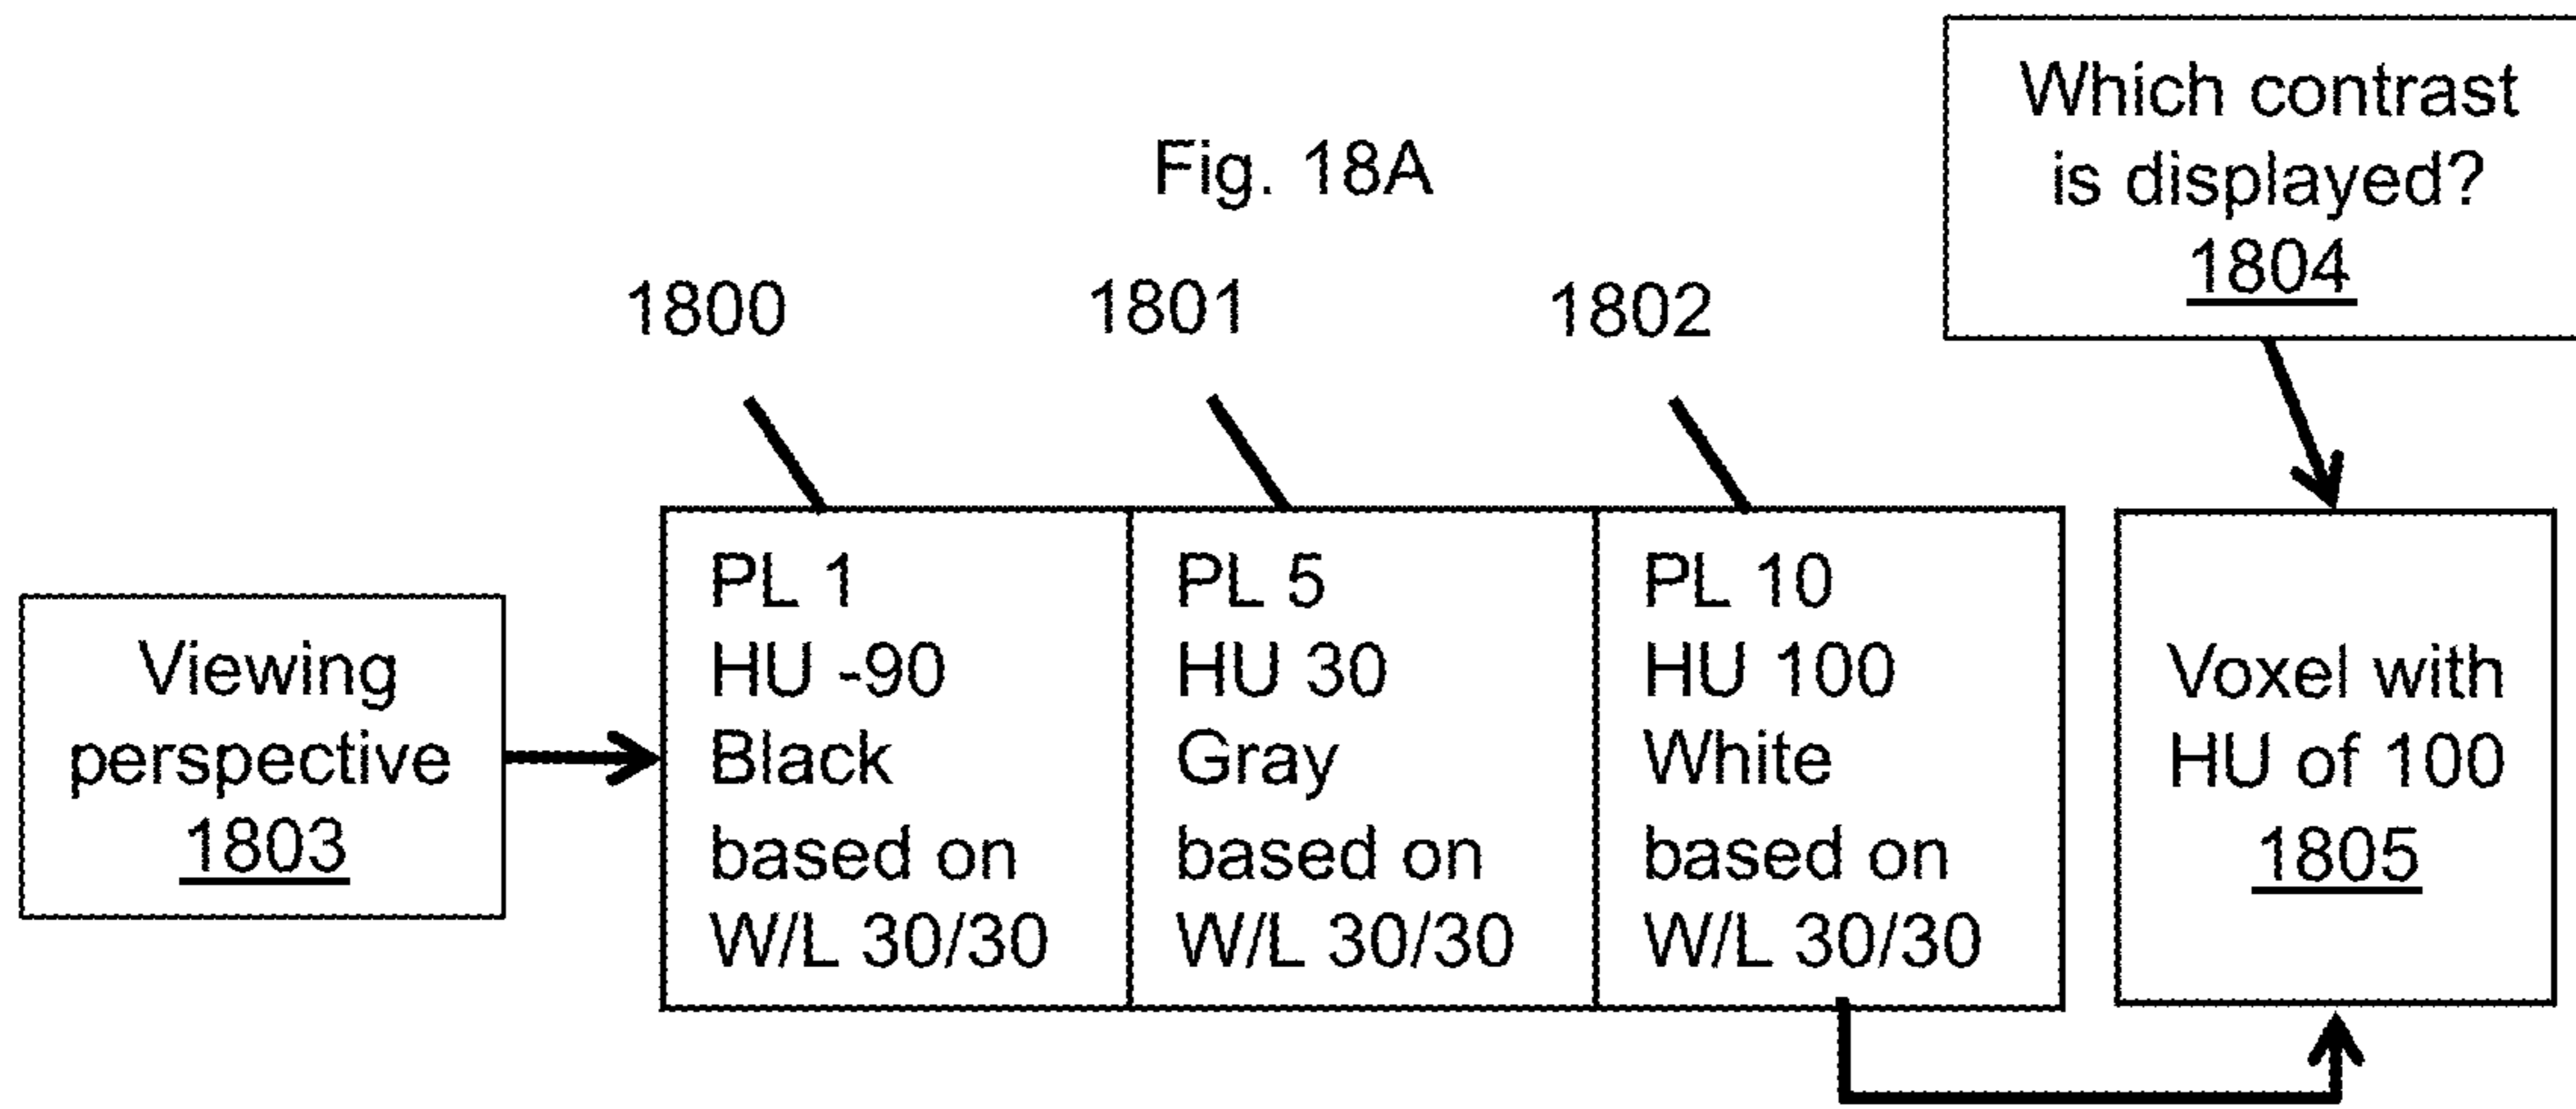 Fig. 18A
Which contrast
is displayed?
1804
1800
1801
1802
Viewing
perspective
1803
PL 1
HU -90
Black
based on
W/L 30/30
PL 5
HU 30
Gray
based on
W/L 30/30
PL 10
HU 100
White
based on
W/L 30/30
Voxel with
HU of 100
1805